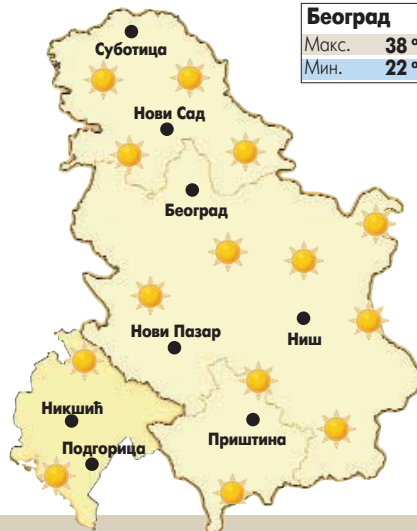 Београд
Макс. 38 º
Мин. 22 º
Суботица
Нови Сад
Београд
Нови Пазар
Ниш
Никшић
Приштина
Подгорица